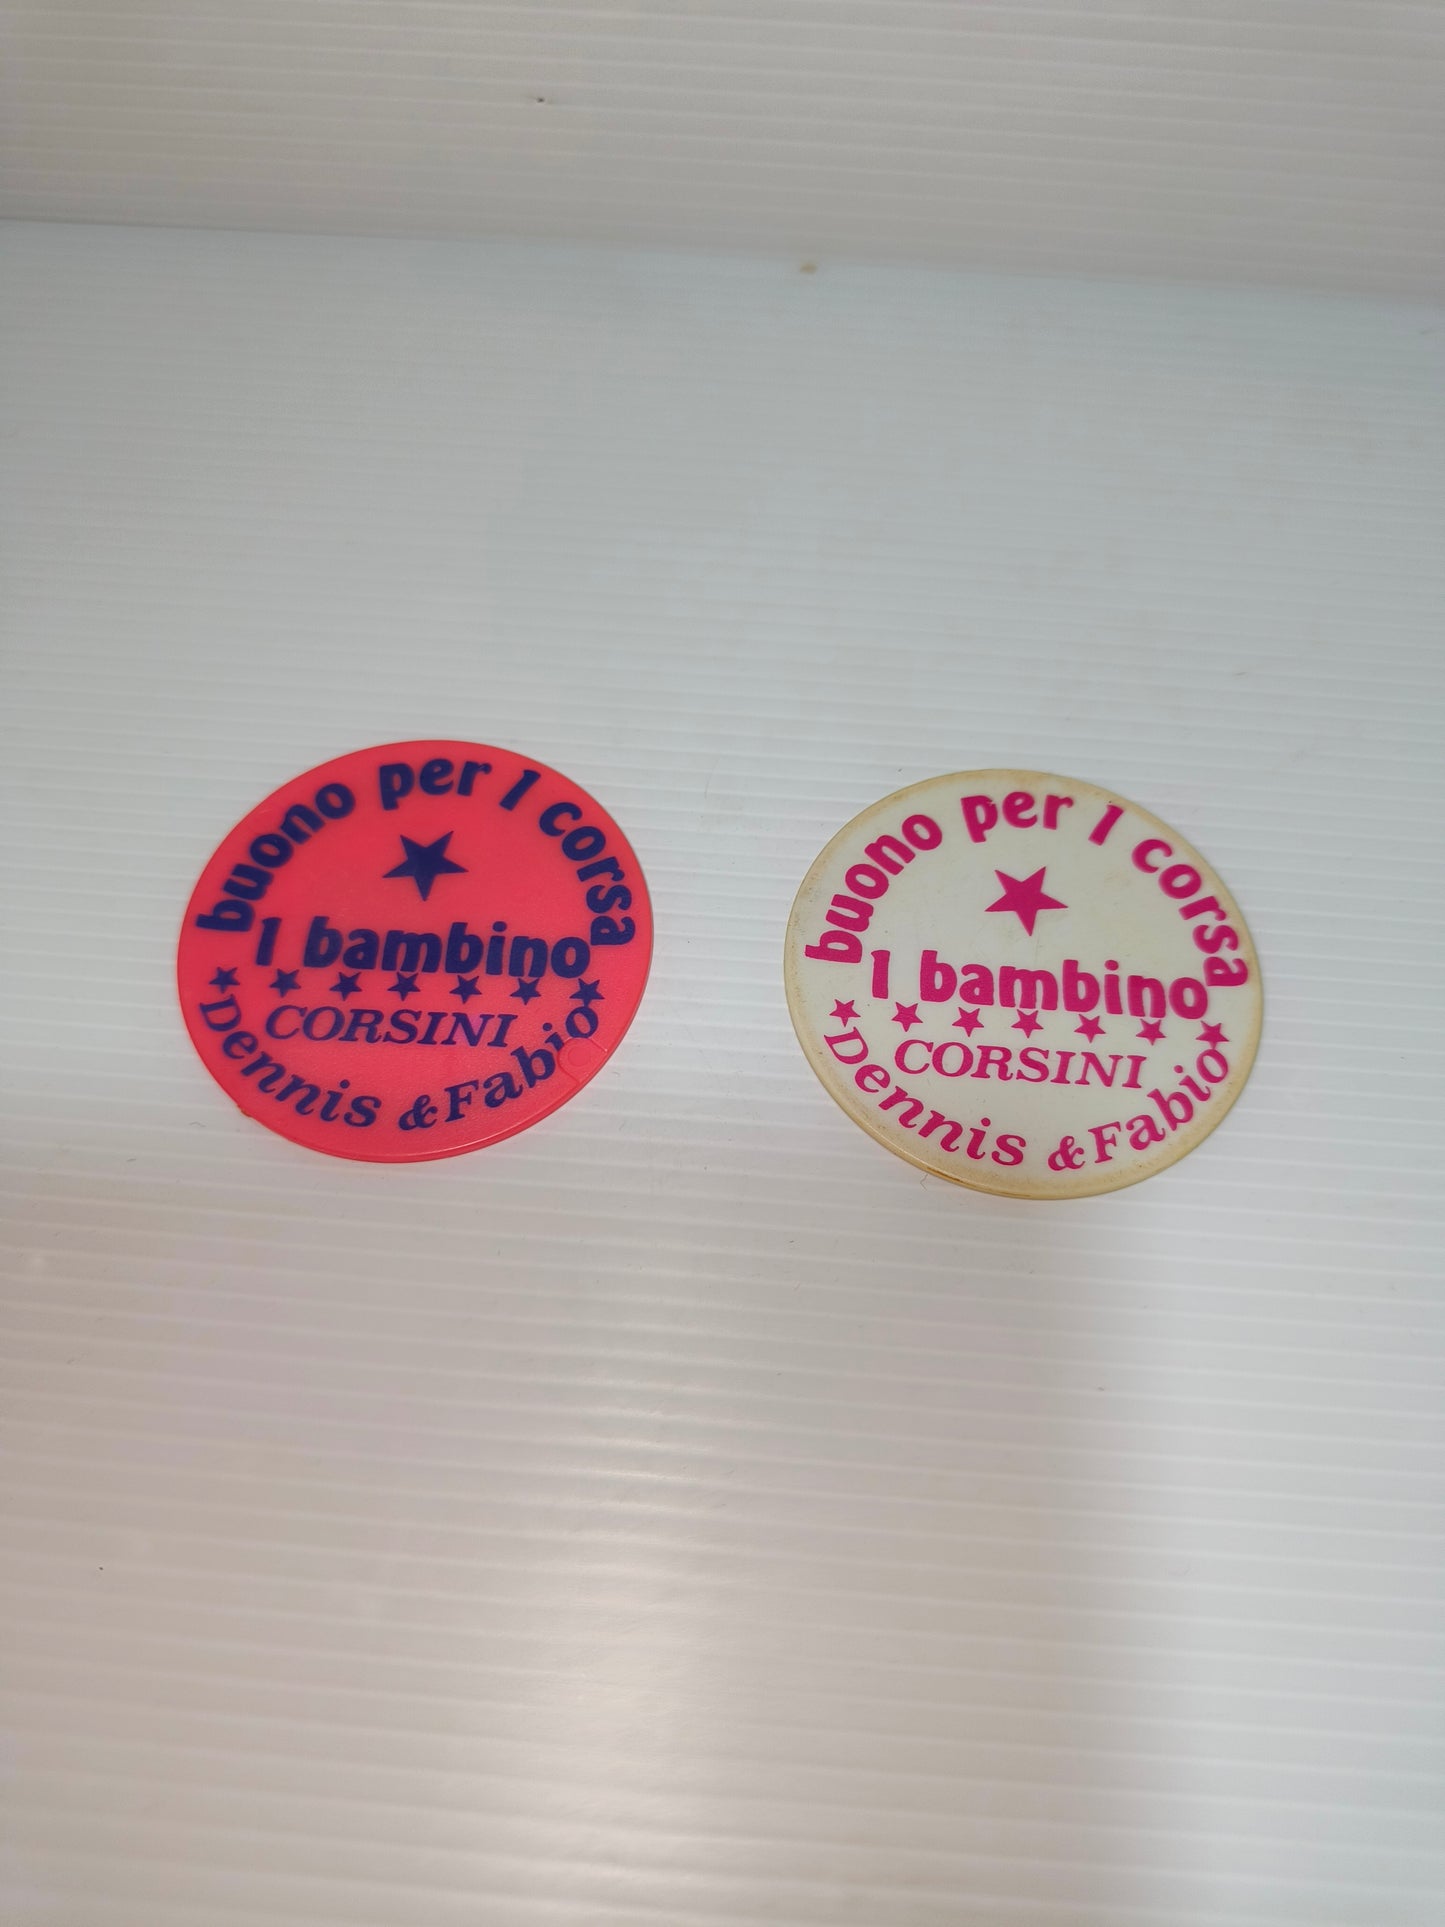 buono per 1 corsa
1 bambino
CORSINI
Dennis & Fabio
buono per 1 corsa
1 bambino
CORSINI
Dennis & Fabio